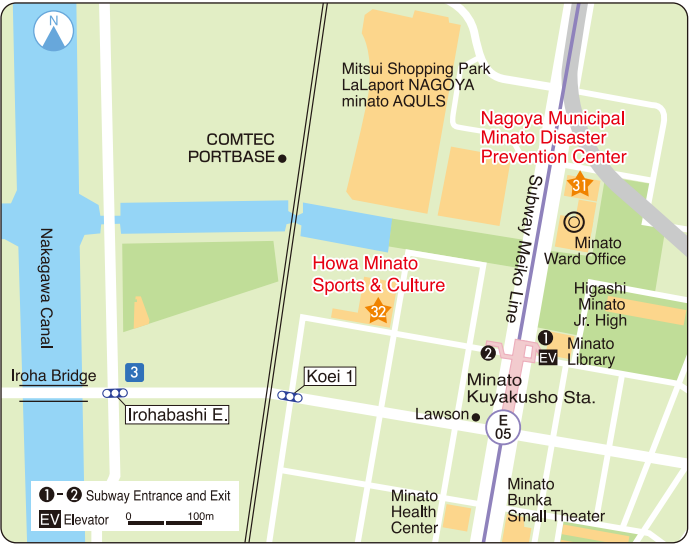 N
Mitsui Shopping Park
LaLaport NAGOYA
minato AQULS
Nagoya Municipal
Minato Disaster
Prevention Center
COMTEC
PORTBASE
31
Subway Meiko Line
Minato
Ward Office
Nakagawa Canal
Howa Minato
Sports & Culture
32
Higashi
Minato
Jr. High
1
2
EV
Minato
Library
Iroha Bridge
3
Koei 1
Minato
Kuyakusho Sta.
Irohabashi E.
Lawson
E
05
1 - 2 Subway Entrance and Exit
EV Elevator
0 100m
Minato
Health
Center
Minato
Bunka
Small Theater